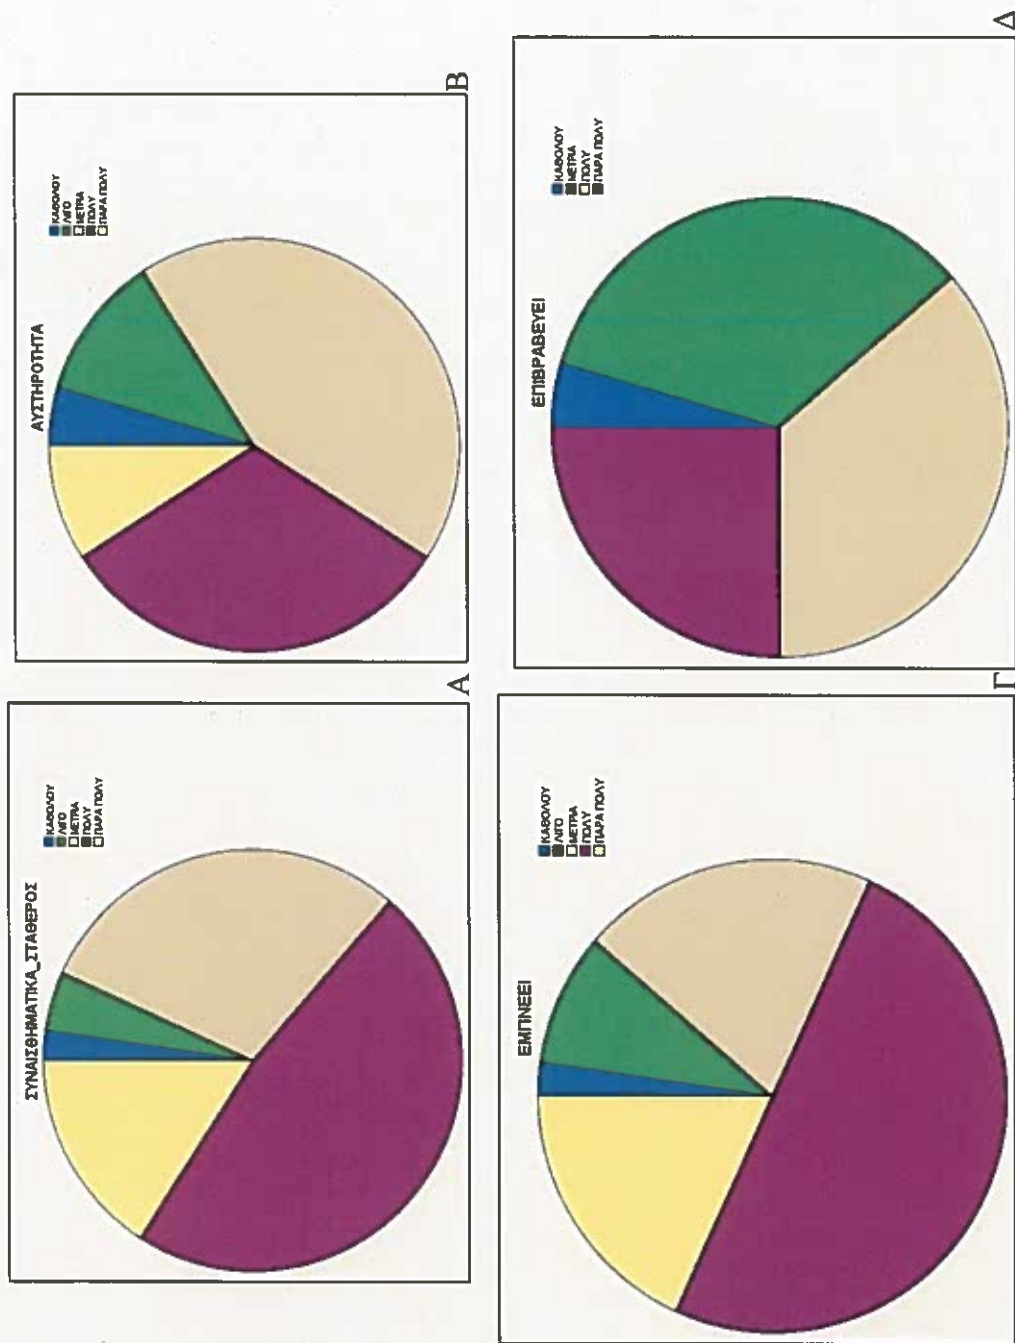 ΣΥΝΑΙΣΘΗΜΑΤΙΚΑ_ΣΤΑΘΕΡΟΣ
ΚΑΘΟΛΟΥ
ΛΙΓΟ
ΜΕΤΡΙΑ
ΠΟΛΥ
ΠΑΡΑ ΠΟΛΥ
Α
ΑΥΣΤΗΡΟΤΗΤΑ
ΚΑΘΟΛΟΥ
ΛΙΓΟ
ΜΕΤΡΙΑ
ΠΟΛΥ
ΠΑΡΑ ΠΟΛΥ
Β
ΕΜΠΝΕΕΙ
ΚΑΘΟΛΟΥ
ΛΙΓΟ
ΜΕΤΡΙΑ
ΠΟΛΥ
ΠΑΡΑ ΠΟΛΥ
Γ
ΕΠΙΒΡΑΒΕΥΕΙ
ΚΑΘΟΛΟΥ
ΜΕΤΡΙΑ
ΠΟΛΥ
ΠΑΡΑ ΠΟΛΥ
Δ